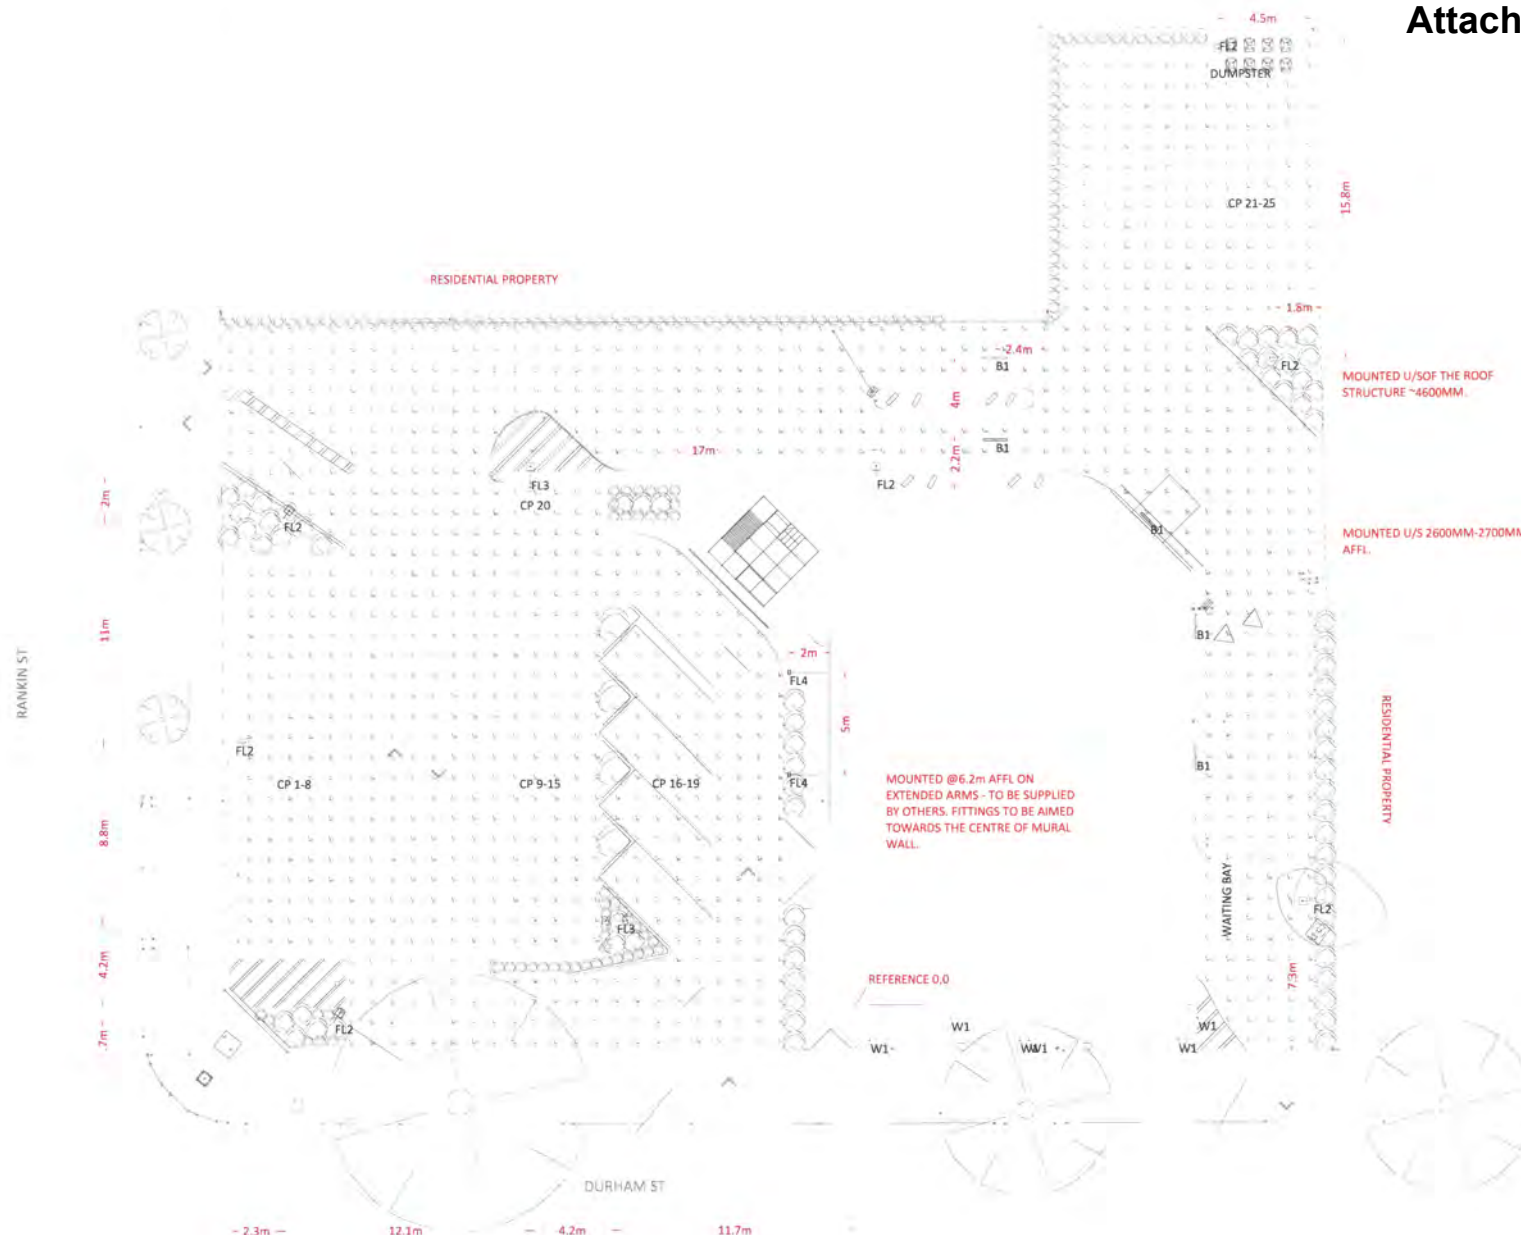 Attach
4.5m
FL2
DUMPSTER
CP 21-25
15.8m
RESIDENTIAL PROPERTY
1.8m
2.4m
B1
FL2
MOUNTED U/SOF THE ROOF
STRUCTURE ~4600MM.
4m
17m
2.2m
B1
FL3
CP 20
FL2
2m
FL2
B1
MOUNTED U/S 2600MM-2700MM
AFFL.
11m
B1
RANKIN ST
2m
FL4
5m
RESIDENTIAL PROPERTY
FL2
B1
CP 1-8
CP 9-15
CP 16-19
FL4
MOUNTED @6.2m AFFL ON
EXTENDED ARMS - TO BE SUPPLIED
BY OTHERS. FITTINGS TO BE AIMED
TOWARDS THE CENTRE OF MURAL
WALL.
8.8m
WAITING BAY
FL2
FL3
4.2m
REFERENCE 0,0
7.3m
.7m
FL2
W1
W1
W1
W1
W1
DURHAM ST
2.3m
12.1m
4.2m
11.7m